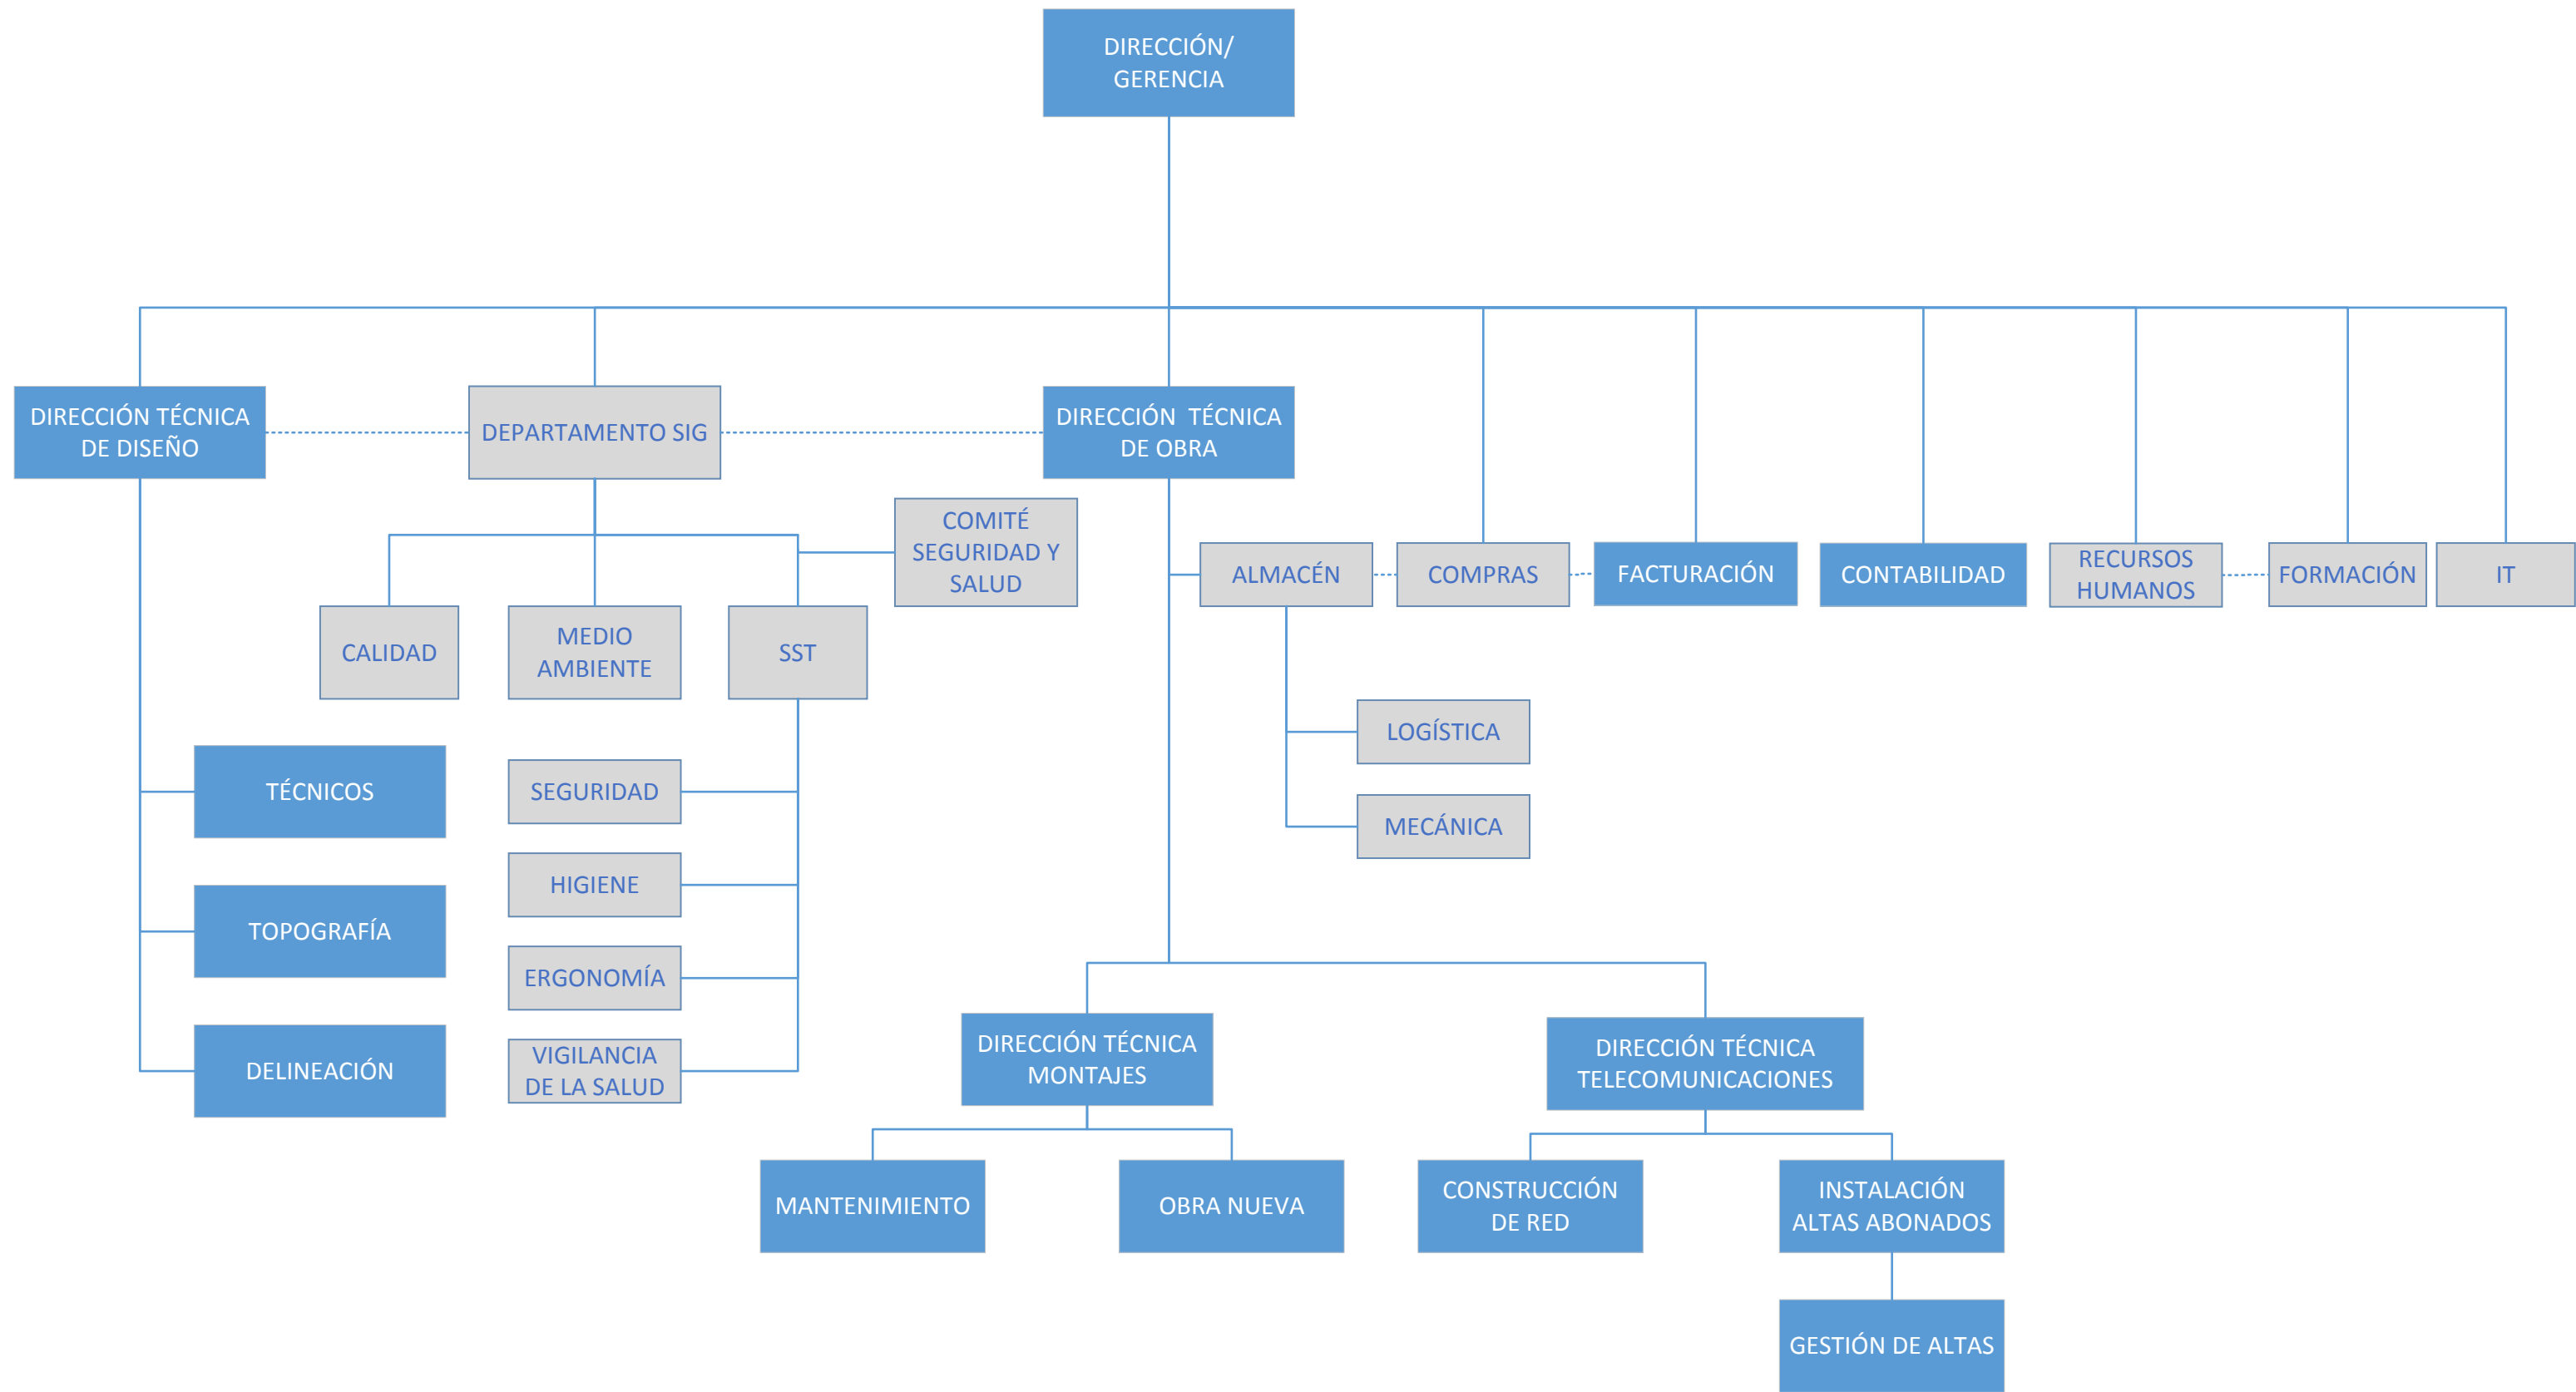 DIRECCIÓN/
GERENCIA
DIRECCIÓN TÉCNICA
DE DISEÑO
DEPARTAMENTO SIG
DIRECCIÓN TÉCNICA
DE OBRA
COMITÉ
SEGURIDAD Y
SALUD
ALMACÉN
COMPRAS
FACTURACIÓN
CONTABILIDAD
RECURSOS
HUMANOS
FORMACIÓN
IT
CALIDAD
MEDIO
AMBIENTE
SST
LOGÍSTICA
MECÁNICA
TÉCNICOS
TOPOGRAFÍA
DELINEACIÓN
SEGURIDAD
HIGIENE
ERGONOMÍA
VIGILANCIA
DE LA SALUD
DIRECCIÓN TÉCNICA
MONTAJES
DIRECCIÓN TÉCNICA
TELECOMUNICACIONES
MANTENIMIENTO
OBRA NUEVA
CONSTRUCCIÓN
DE RED
INSTALACIÓN
ALTAS ABONADOS
GESTIÓN DE ALTAS